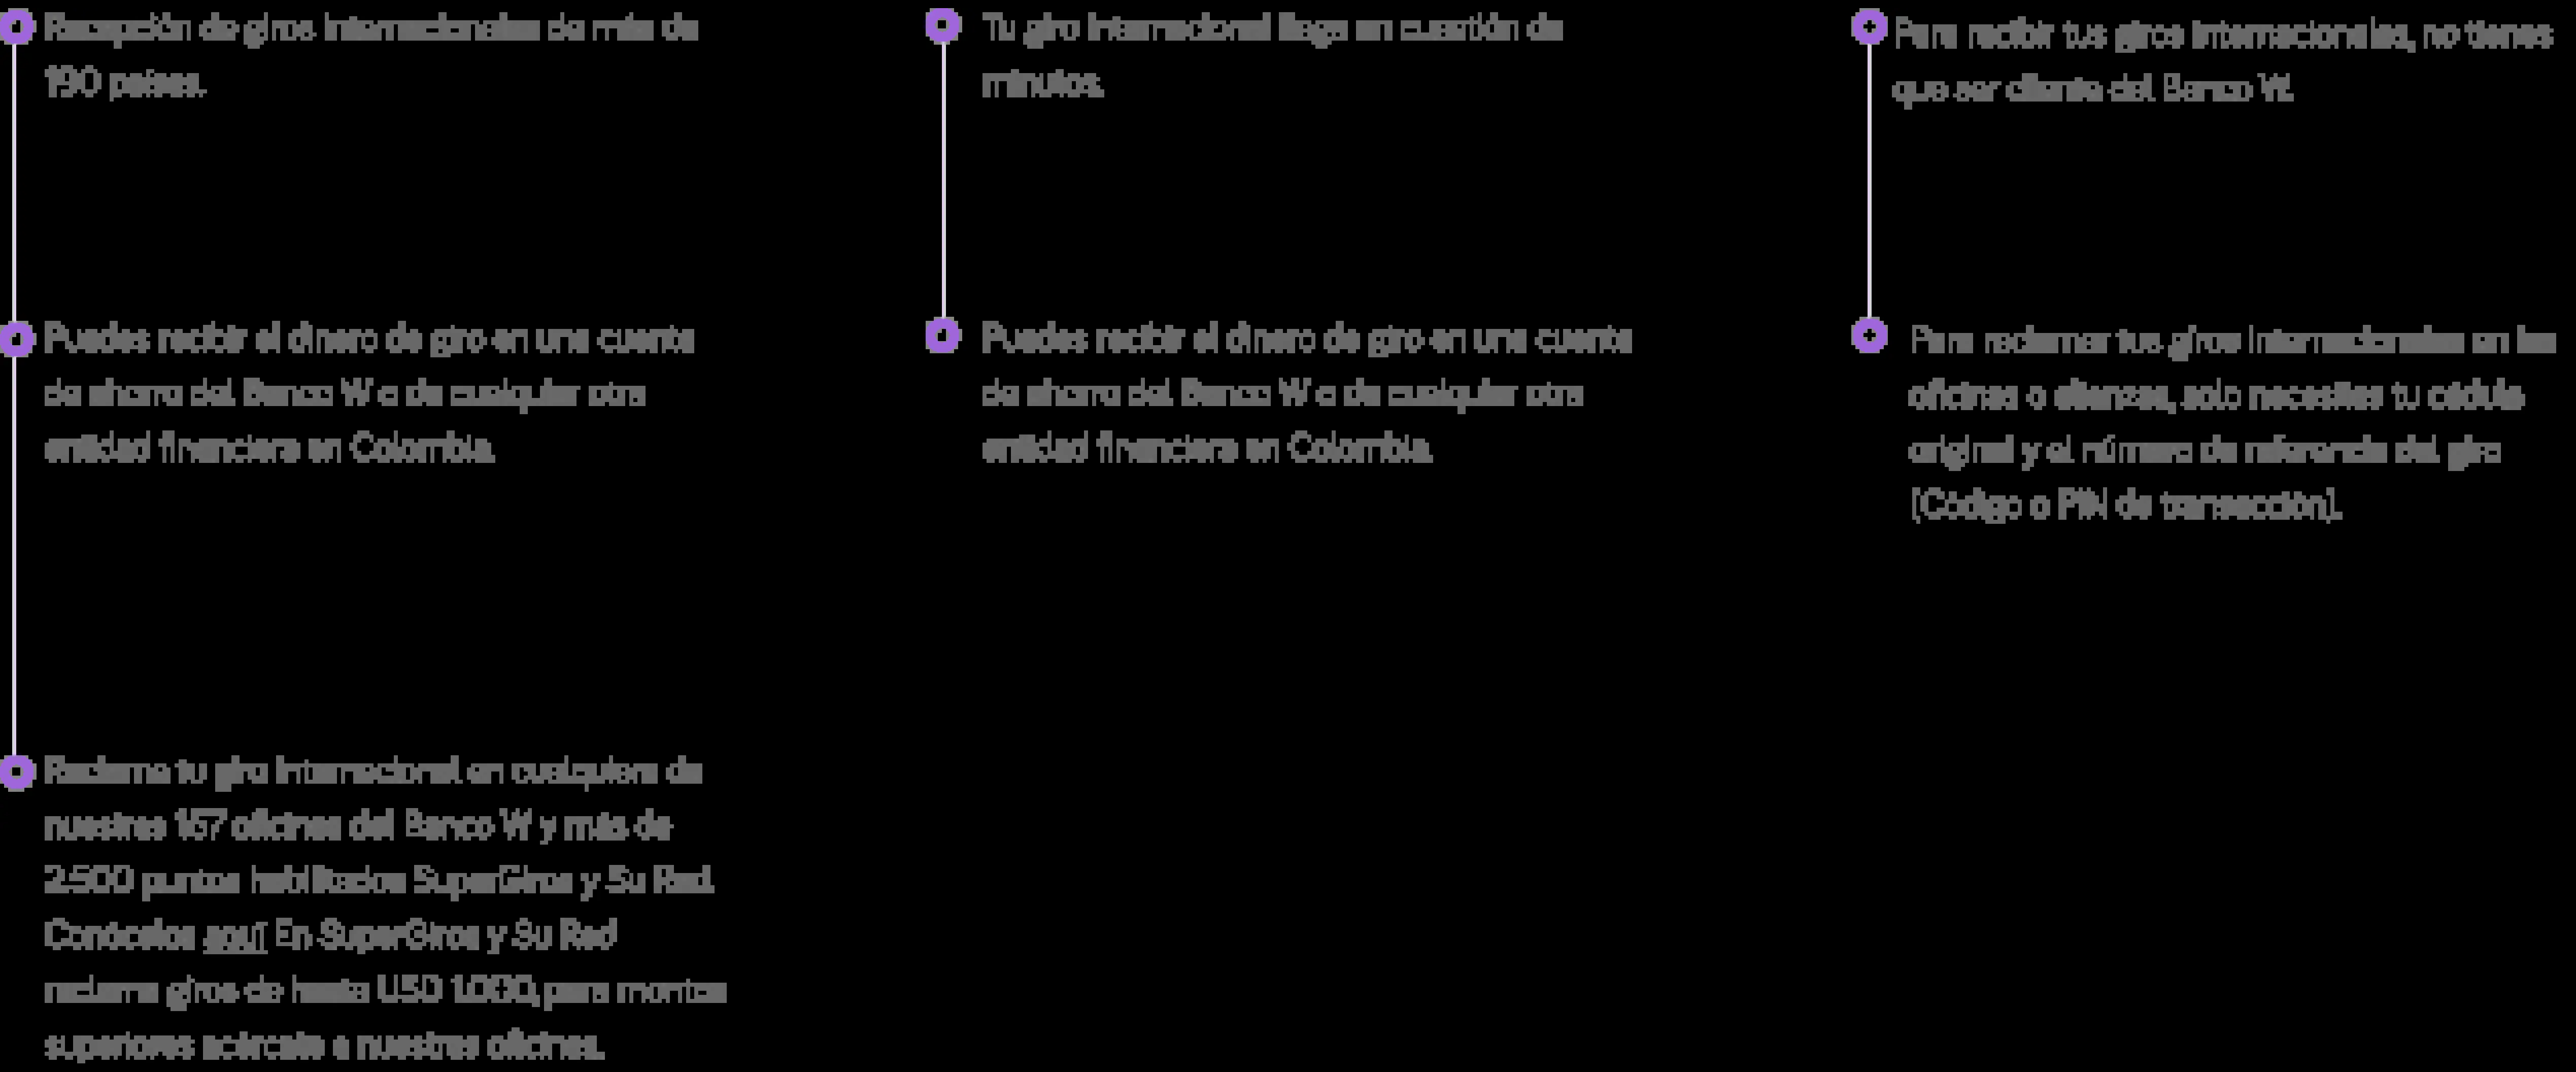 Recepción de giros internacionales de más de
190 países.
Puedes recibir el dinero de giro en una cuenta
de ahorro del Banco W o de cualquier otra
entidad financiera en Colombia.
Reclama tu giro internacional en cualquiera de
nuestras 157 oficinas del Banco W y más de
2.500 puntos habilitados SuperGiros y Su Red.
Conócelos aquí En SuperGiros y Su Red
reclama giros de hasta USD 1.000, para montos
superiores acércate a nuestras oficinas.
Tu giro internacional llega en cuestión de
minutos.
Puedes recibir el dinero de giro en una cuenta
de ahorro del Banco W o de cualquier otra
entidad financiera en Colombia.
Para recibir tus giros internacionales, no tienes
que ser cliente del Banco W.
Para reclamar tus giros internacionales en las
oficinas o alianzas, solo necesitas tu cédula
original y el número de referencia del giro
(Código o PIN de transacción).